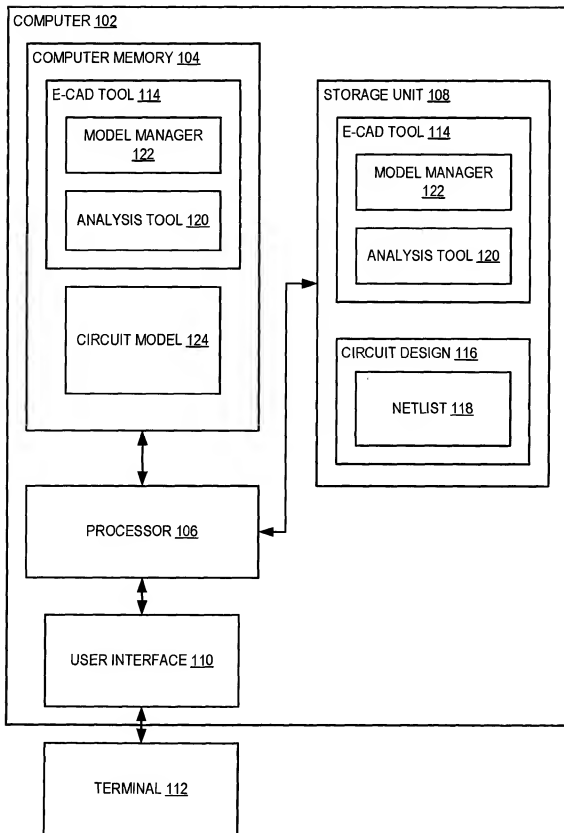 COMPUTER 102
COMPUTER MEMORY 104
E-CAD TOOL 114
MODEL MANAGER
122
ANALYSIS TOOL 120
CIRCUIT MODEL 124
STORAGE UNIT 108
E-CAD TOOL 114
MODEL MANAGER
122
ANALYSIS TOOL 120
CIRCUIT DESIGN 116
NETLIST 118
PROCESSOR 106
USER INTERFACE 110
TERMINAL 112